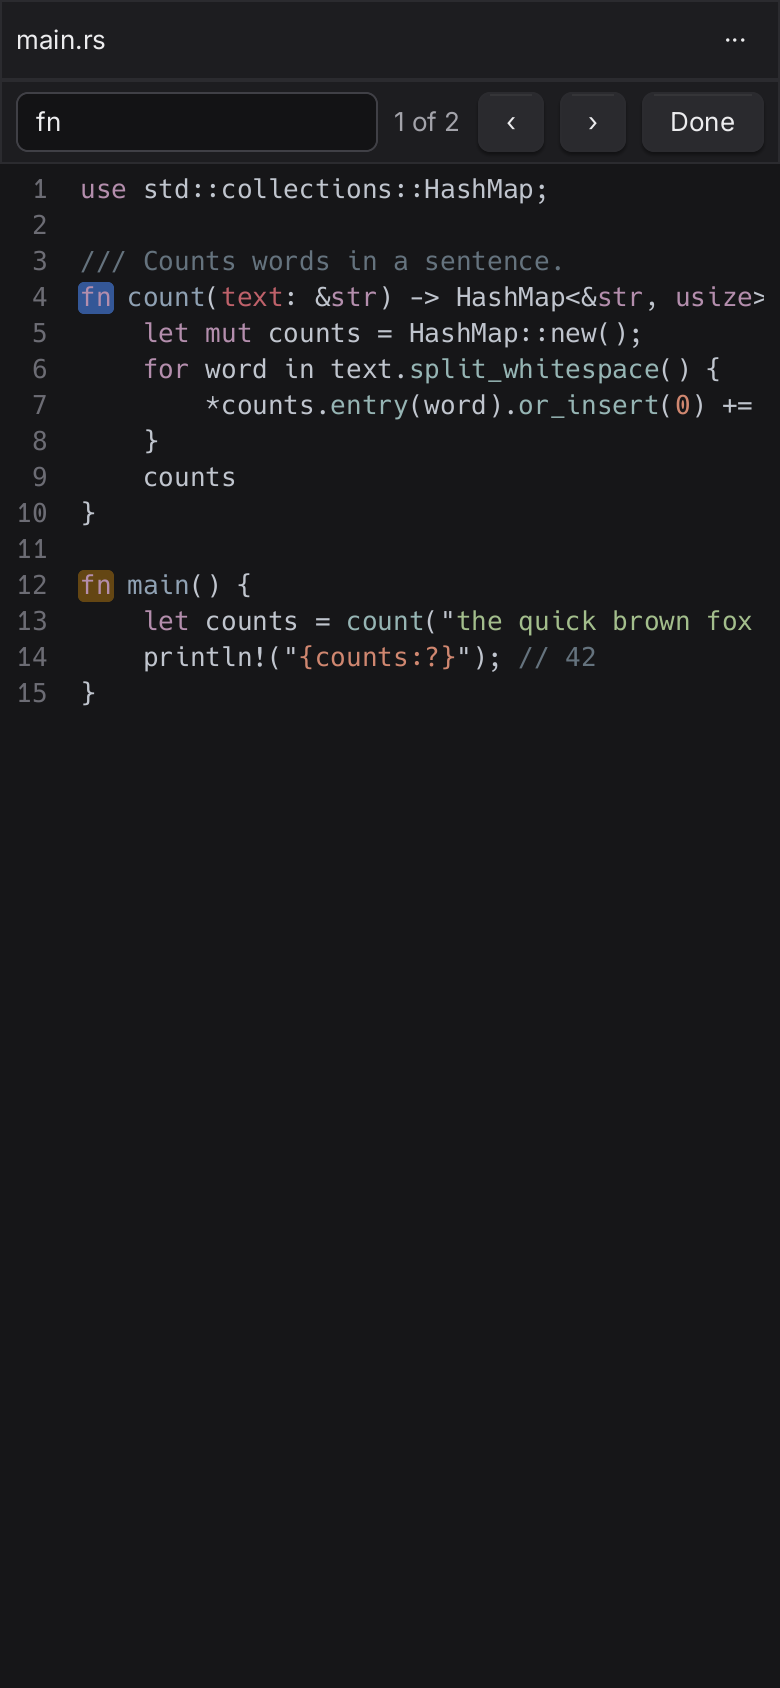 main.rs ...
fn 1 of 2 ‹ › Done
1 use std::collections::HashMap;
2
3 /// Counts words in a sentence.
4 fn count(text: &str) -> HashMap<&str, usize>
5     let mut counts = HashMap::new();
6     for word in text.split_whitespace() {
7         *counts.entry(word).or_insert(0) +=
8     }
9     counts
10 }
11
12 fn main() {
13     let counts = count("the quick brown fox
14     println!("{counts:?}"); // 42
15 }